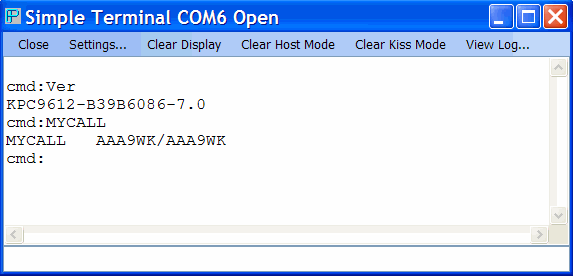 Simple Terminal COM6 Open
Close Settings... Clear Display Clear Host Mode Clear Kiss Mode View Log...
cmd:Ver
KPC9612-B39B6086-7.0
cmd:MYCALL
MYCALL   AAA9WK/AAA9WK
cmd: